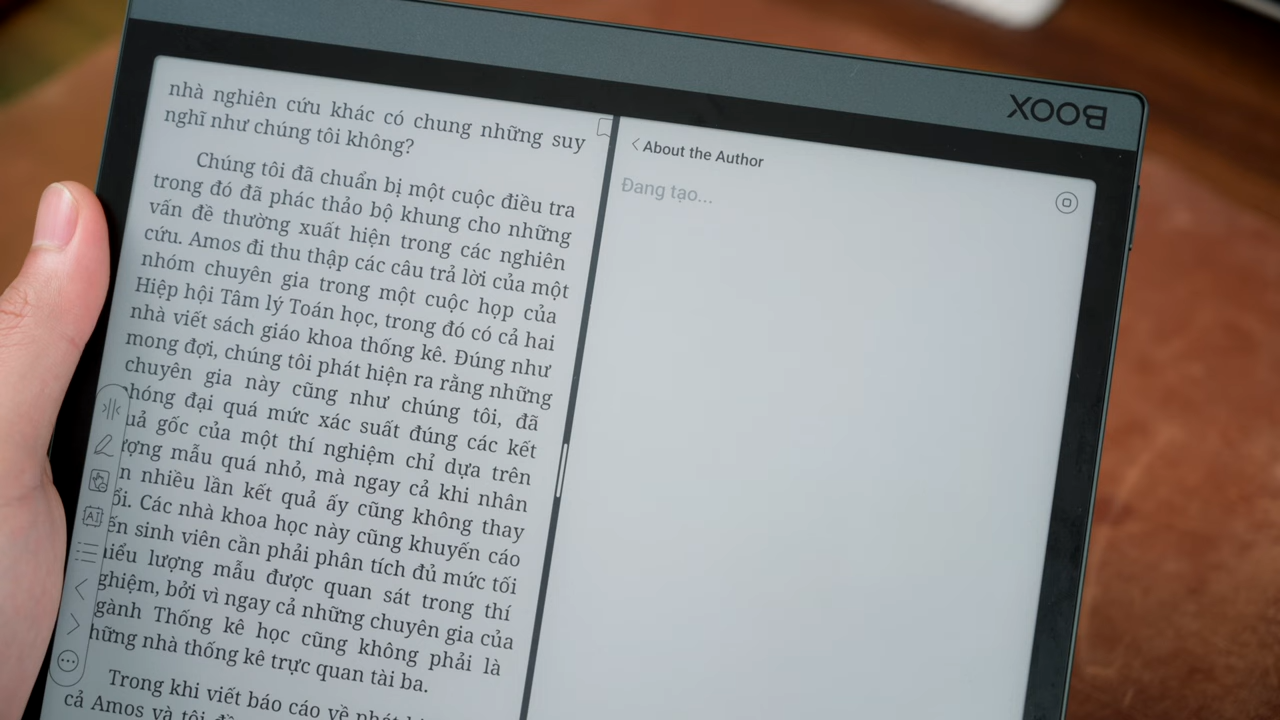 BOOX
nhà nghiên cứu khác có chung những suy
nghĩ như chúng tôi không?
Chúng tôi đã chuẩn bị một cuộc điều tra
trong đó đã phác thảo bộ khung cho những
vấn đề thường xuất hiện trong các nghiên
cứu. Amos đi thu thập các câu trả lời của một
nhóm chuyên gia trong một cuộc họp của
Hiệp hội Tâm lý Toán học, trong đó có cả hai
nhà viết sách giáo khoa thống kê. Đúng như
mong đợi, chúng tôi phát hiện ra rằng những
chuyên gia này cũng như chúng tôi, đã
phóng đại quá mức xác suất đúng các kết
gốc của một thí nghiệm chỉ dựa trên
mẫu quá nhỏ, mà ngay cả khi nhân
nhiều lần kết quả ấy cũng không thay
Các nhà khoa học này cũng khuyến cáo
sinh viên cần phải phân tích đủ mức tối
lượng mẫu được quan sát trong thí
nghiệm, bởi vì ngay cả những chuyên gia của
ngành Thống kê học cũng không phải là
những nhà thống kê trực quan tài ba.
Trong khi viết báo cáo về
cả Amos và tôi
About the Author
Đang tạo...
AI